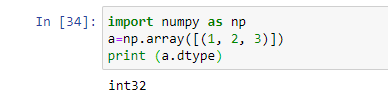 In [34]: import numpy as np
a=np.array([(1, 2, 3)])
print (a.dtype)
int32